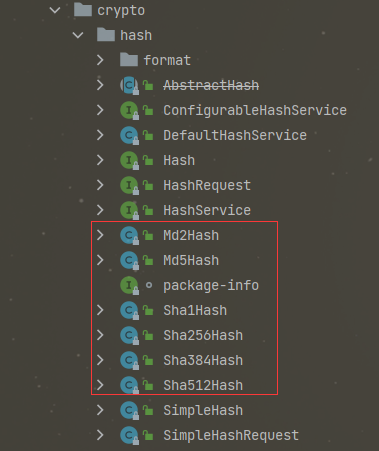 crypto
hash
format
AbstractHash
ConfigurableHashService
DefaultHashService
Hash
HashRequest
HashService
Md2Hash
Md5Hash
package-info
Sha1Hash
Sha256Hash
Sha384Hash
Sha512Hash
SimpleHash
SimpleHashRequest